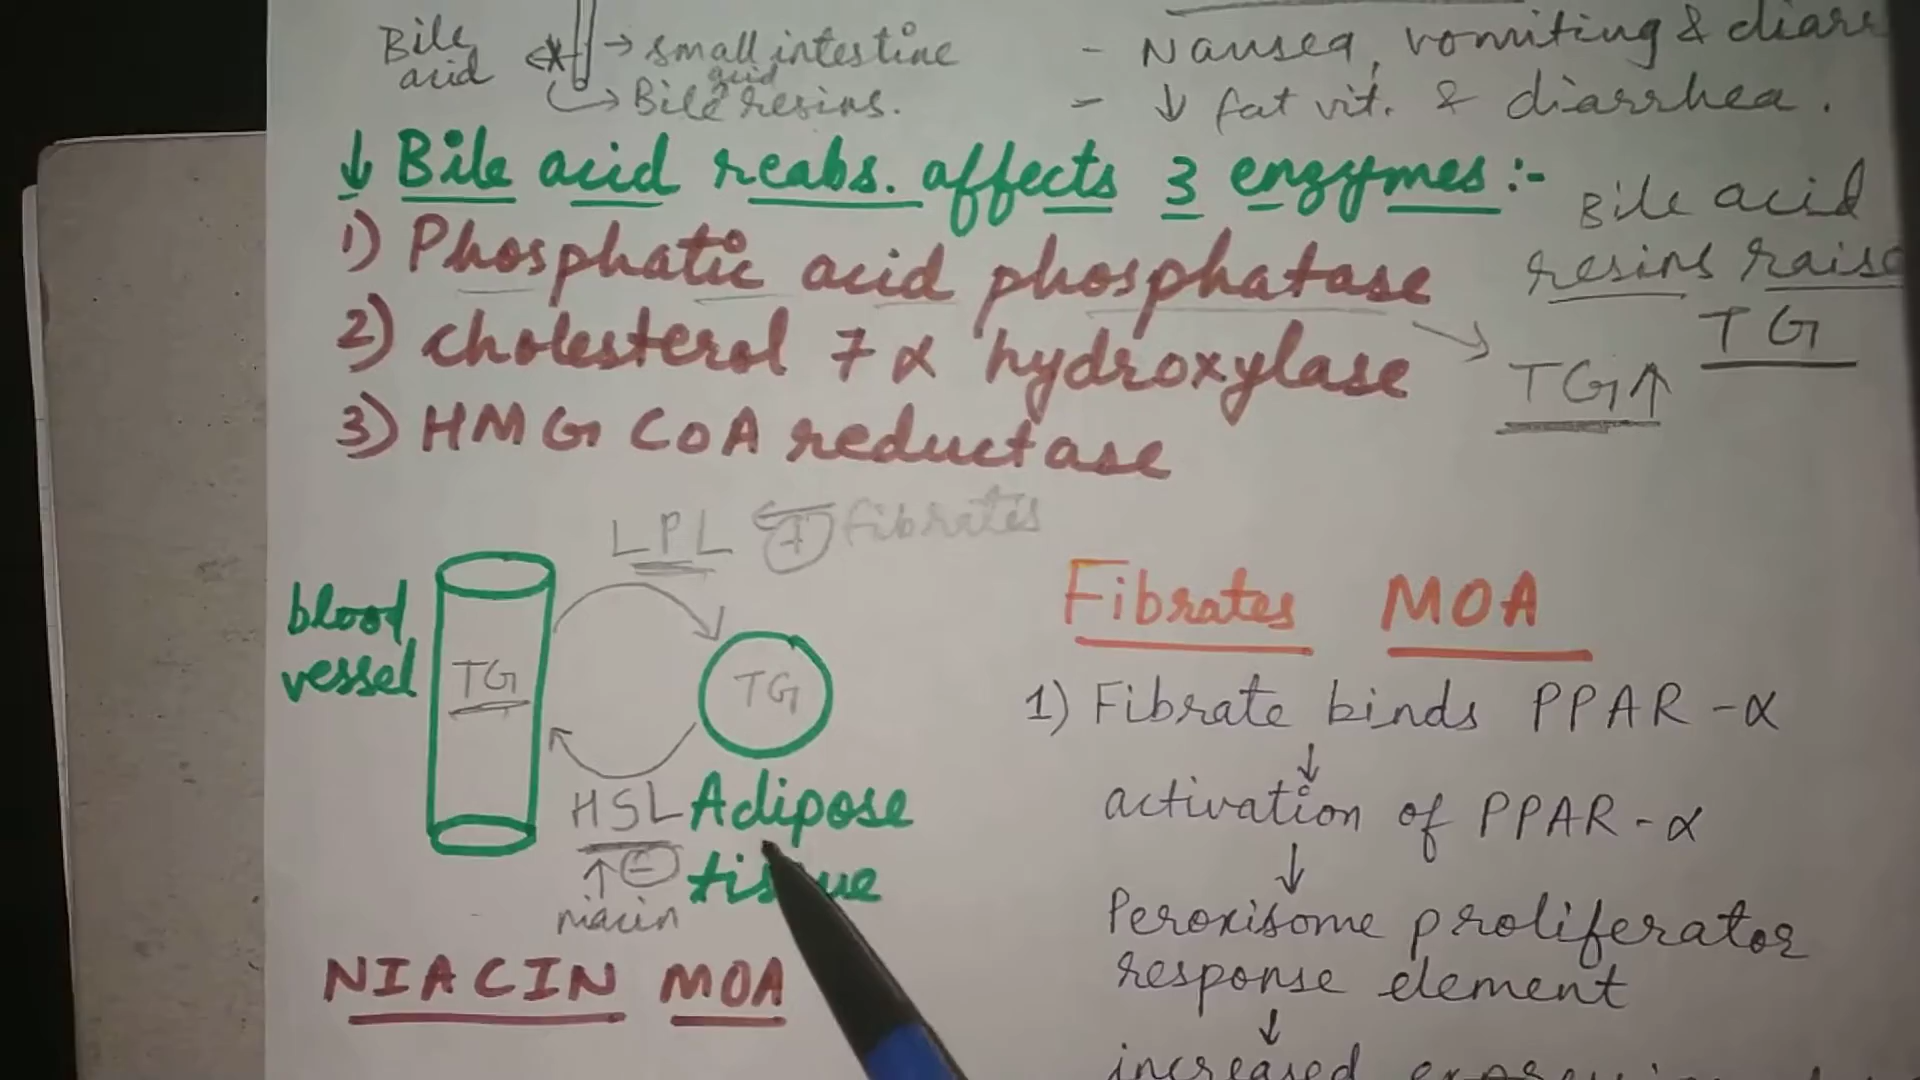 Bile
acid
→ small intestine
acid
→ Bile resins.
- Nausea, vomiting &
- ↓ fat vit. & diarrhea.
↓ Bile acid reabs. affects 3 enzymes :-
1) Phosphatic acid phosphatase
2) cholesterol 7 α hydroxylase
3) HMG CoA reductase
Bile acid
resins raise
TG
TG↑
LPL ← + fibrates
blood
vessel
TG
TG
HSL
Adipose
tissue
↑ -
niacin
NIACIN MOA
Fibrates MOA
1) Fibrate binds PPAR - α
↓
activation of PPAR - α
↓
Peroxisome proliferator
response element
↓
increased